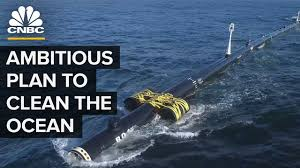 CNBC
AMBITIOUS
PLAN TO
CLEAN THE
OCEAN